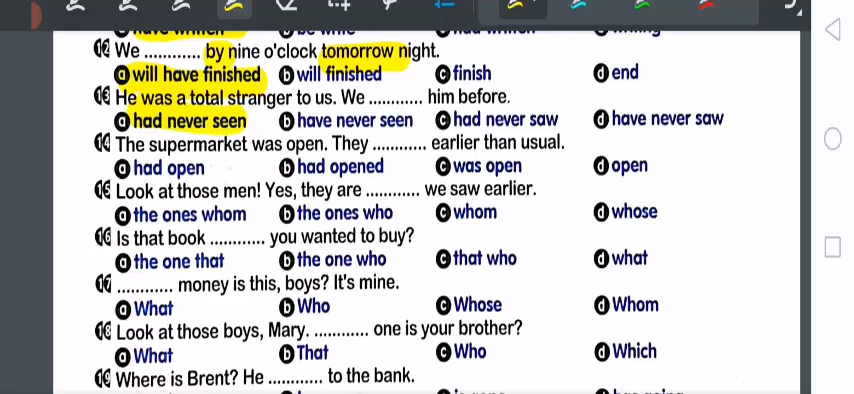 12 We ............ by nine o'clock tomorrow night.
a will have finished b will finished c finish d end
13 He was a total stranger to us. We ............ him before.
a had never seen b have never seen c had never saw d have never saw
14 The supermarket was open. They ............ earlier than usual.
a had open b had opened c was open d open
15 Look at those men! Yes, they are ............ we saw earlier.
a the ones whom b the ones who c whom d whose
16 Is that book ............ you wanted to buy?
a the one that b the one who c that who d what
17 ............ money is this, boys? It's mine.
a What b Who c Whose d Whom
18 Look at those boys, Mary. ............ one is your brother?
a What b That c Who d Which
19 Where is Brent? He ............ to the bank.